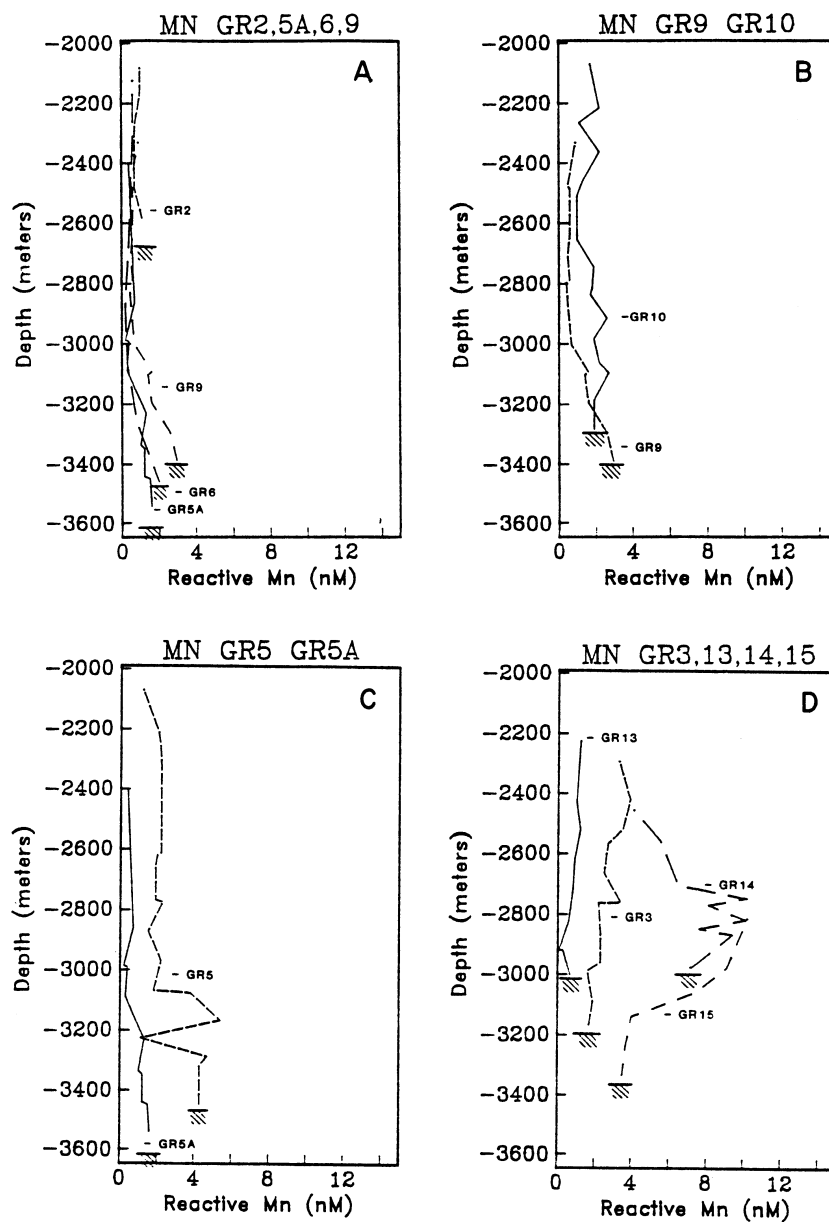 MN GR2,5A,6,9
A
Depth (meters)
−2000
−2200
−2400
−2600
−2800
−3000
−3200
−3400
−3600
GR2
GR9
GR6
GR5A
0 4 8 12
Reactive Mn (nM)
MN GR9 GR10
B
Depth (meters)
−2000
−2200
−2400
−2600
−2800
−3000
−3200
−3400
−3600
GR10
GR9
0 4 8 12
Reactive Mn (nM)
MN GR5 GR5A
C
Depth (meters)
−2000
−2200
−2400
−2600
−2800
−3000
−3200
−3400
−3600
GR5
GR5A
0 4 8 12
Reactive Mn (nM)
MN GR3,13,14,15
D
Depth (meters)
−2000
−2200
−2400
−2600
−2800
−3000
−3200
−3400
−3600
GR13
GR14
GR3
GR15
0 4 8 12
Reactive Mn (nM)